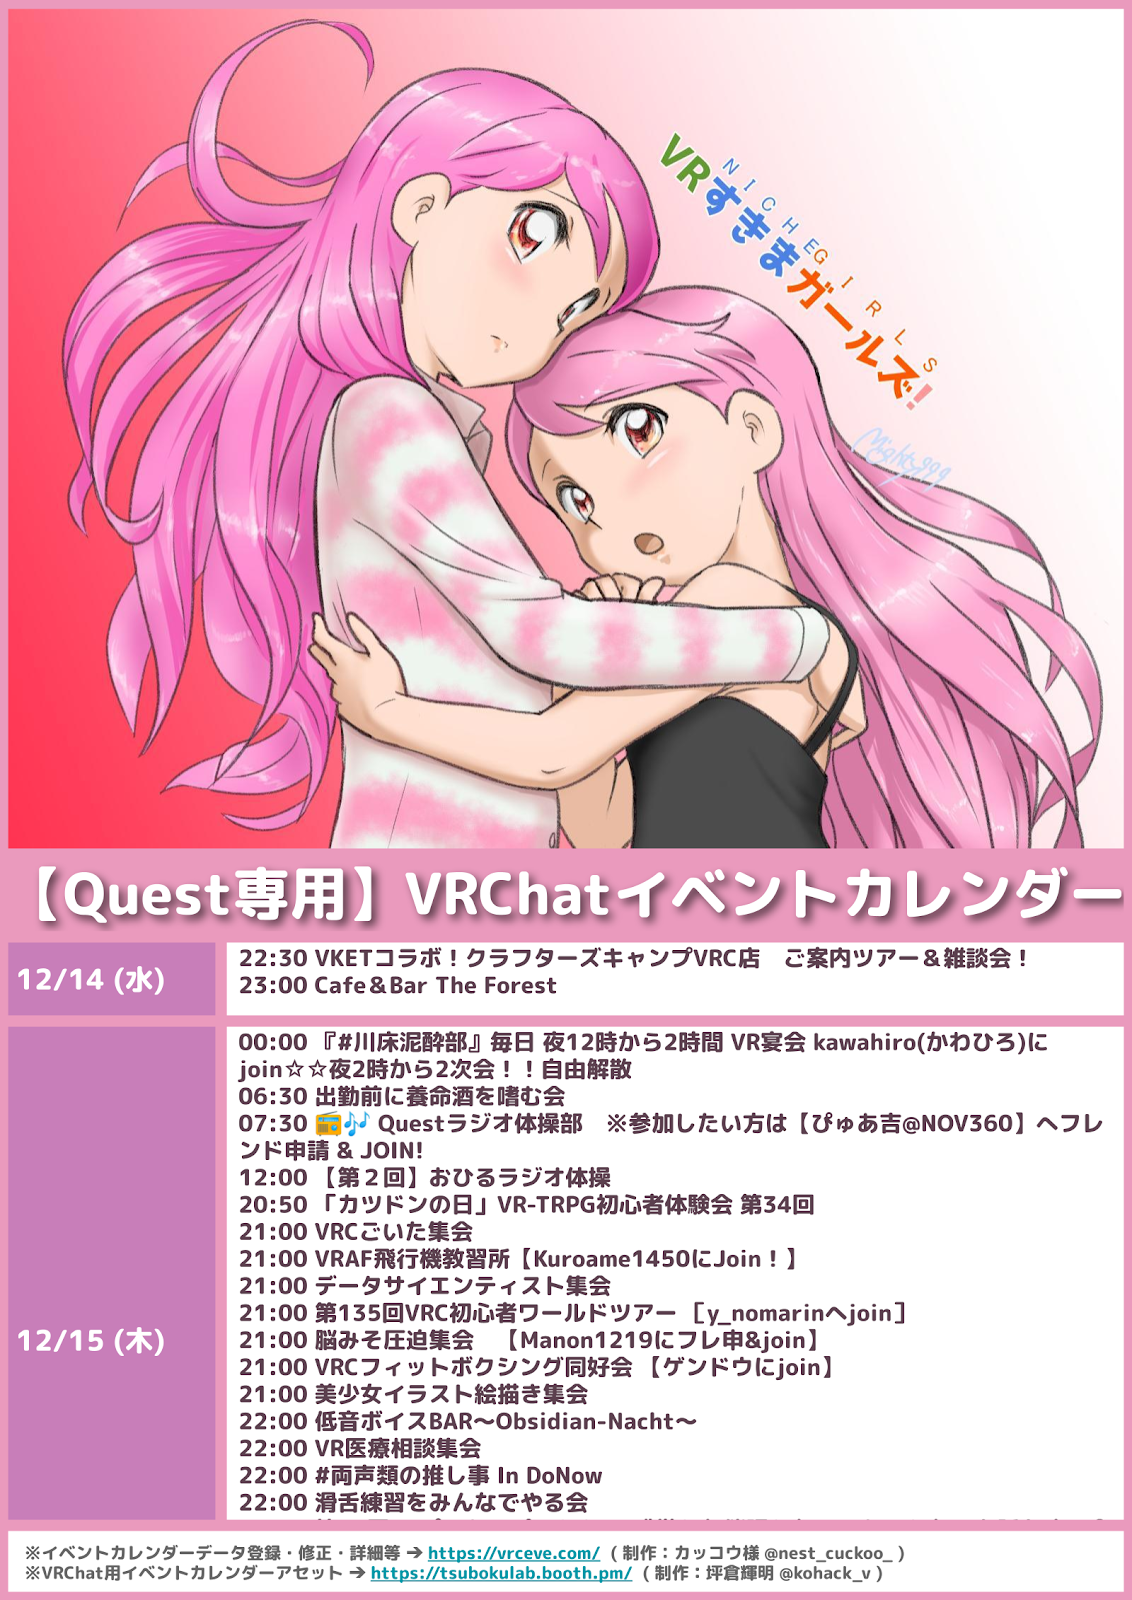 NICHE GIRLS
VRすきまガールズ!
Mighty999
【Quest専用】VRChatイベントカレンダー
12/14 (水)
22:30 VKETコラボ！クラフターズキャンプVRC店　ご案内ツアー＆雑談会！
23:00 Cafe＆Bar The Forest
12/15 (木)
00:00 『#川床泥酔部』毎日 夜12時から2時間 VR宴会 kawahiro(かわひろ)に
join☆☆夜2時から2次会！！自由解散
06:30 出勤前に養命酒を嗜む会
07:30 📻🎶 Questラジオ体操部　※参加したい方は【ぴゅあ吉@NOV360】へフレ
ンド申請 & JOIN!
12:00 【第２回】おひるラジオ体操
20:50 「カツドンの日」VR-TRPG初心者体験会 第34回
21:00 VRCごいた集会
21:00 VRAF飛行機教習所【Kuroame1450にJoin！】
21:00 データサイエンティスト集会
21:00 第135回VRC初心者ワールドツアー ［y_nomarinへjoin］
21:00 脳みそ圧迫集会　【Manon1219にフレ申&join】
21:00 VRCフィットボクシング同好会 【ゲンドウにjoin】
21:00 美少女イラスト絵描き集会
22:00 低音ボイスBAR〜Obsidian-Nacht〜
22:00 VR医療相談集会
22:00 #両声類の推し事 In DoNow
22:00 滑舌練習をみんなでやる会
※イベントカレンダーデータ登録・修正・詳細等 ➔ https://vrceve.com/ （制作：カッコウ様 @nest_cuckoo_ ）
※VRChat用イベントカレンダーアセット ➔ https://tsubokulab.booth.pm/ （制作：坪倉輝明 @kohack_v ）